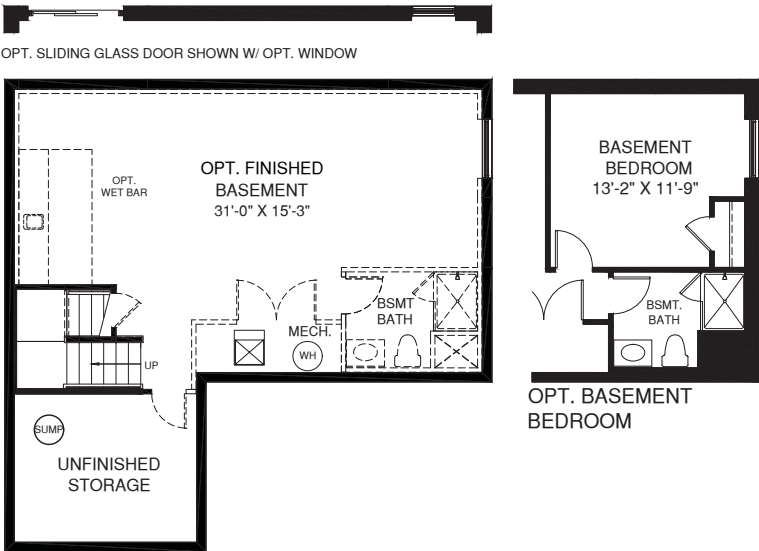 OPT. SLIDING GLASS DOOR SHOWN W/ OPT. WINDOW
OPT. FINISHED
BASEMENT
31'-0" X 15'-3"
OPT.
WET BAR
BSMT
BATH
MECH.
WH
UP
SUMP
UNFINISHED
STORAGE
BASEMENT
BEDROOM
13'-2" X 11'-9"
BSMT.
BATH
OPT. BASEMENT
BEDROOM